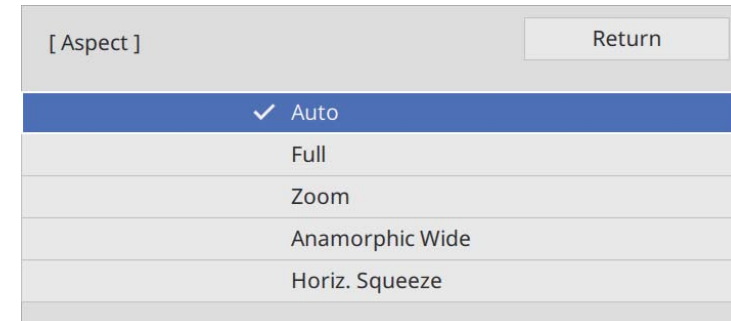 [ Aspect ]
Return
Auto
Full
Zoom
Anamorphic Wide
Horiz. Squeeze